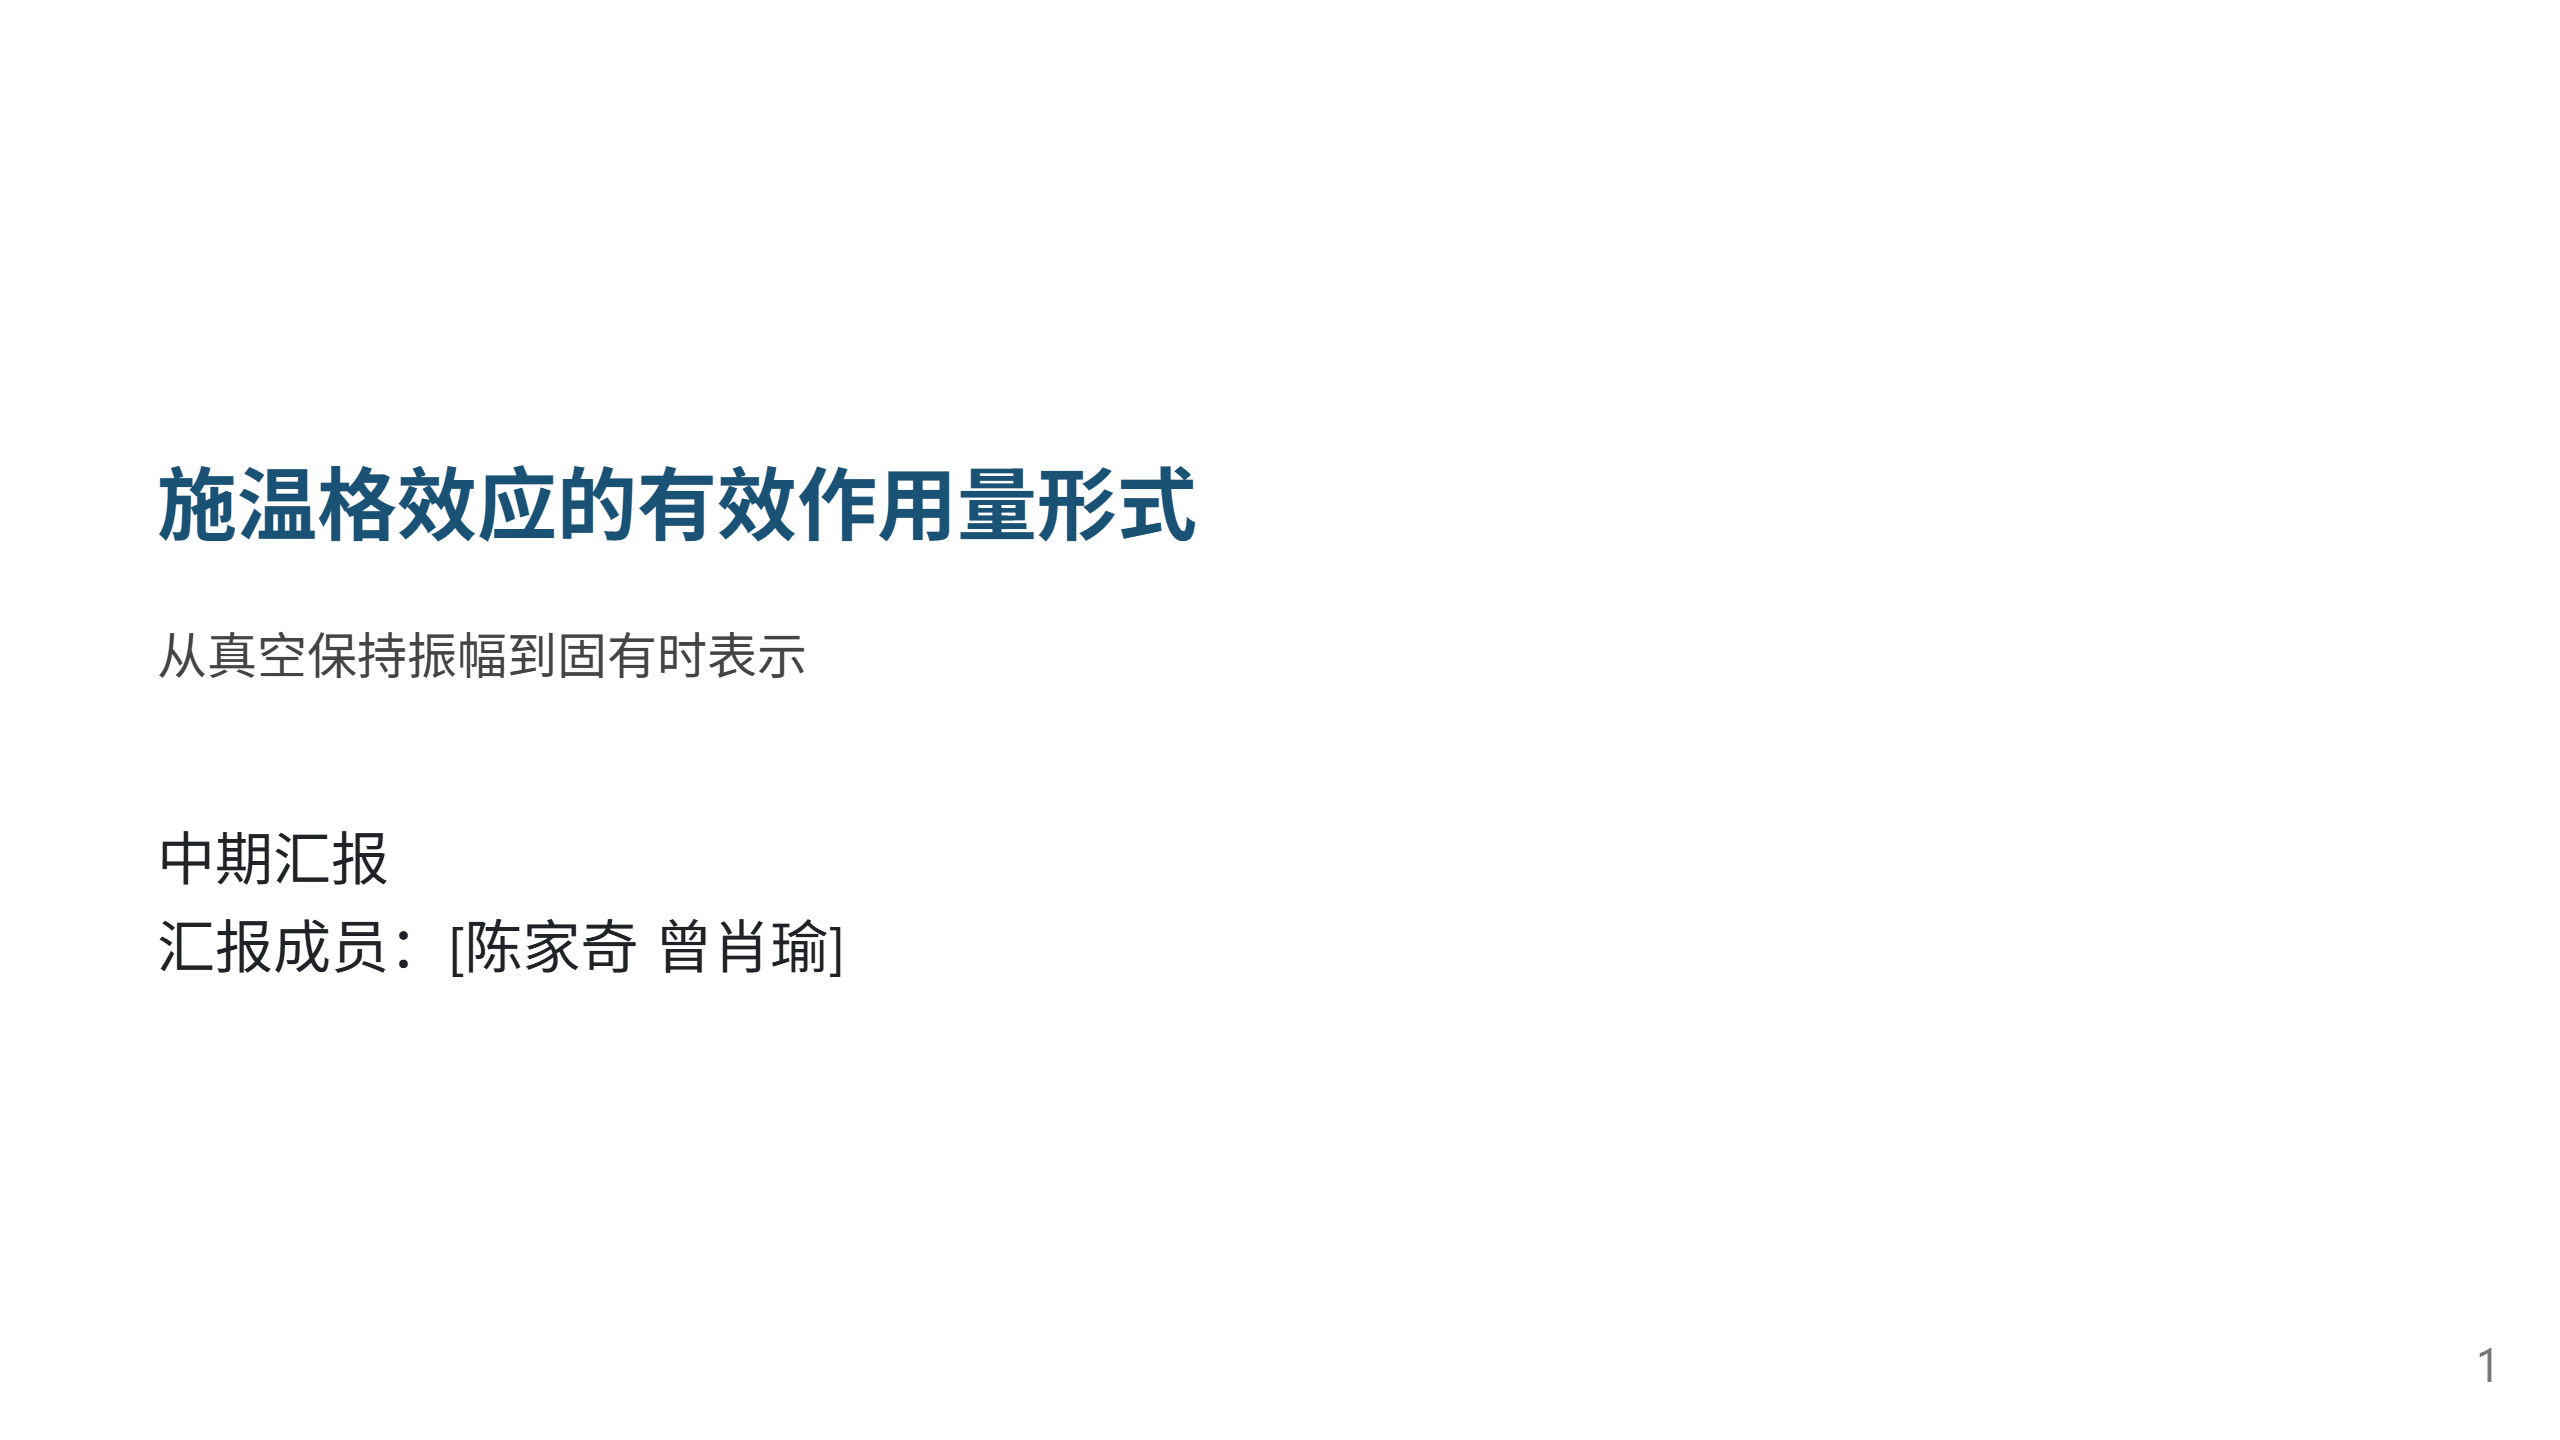 施温格效应的有效作用量形式
从真空保持振幅到固有时表示
中期汇报
汇报成员：[陈家奇 曾肖瑜]
1